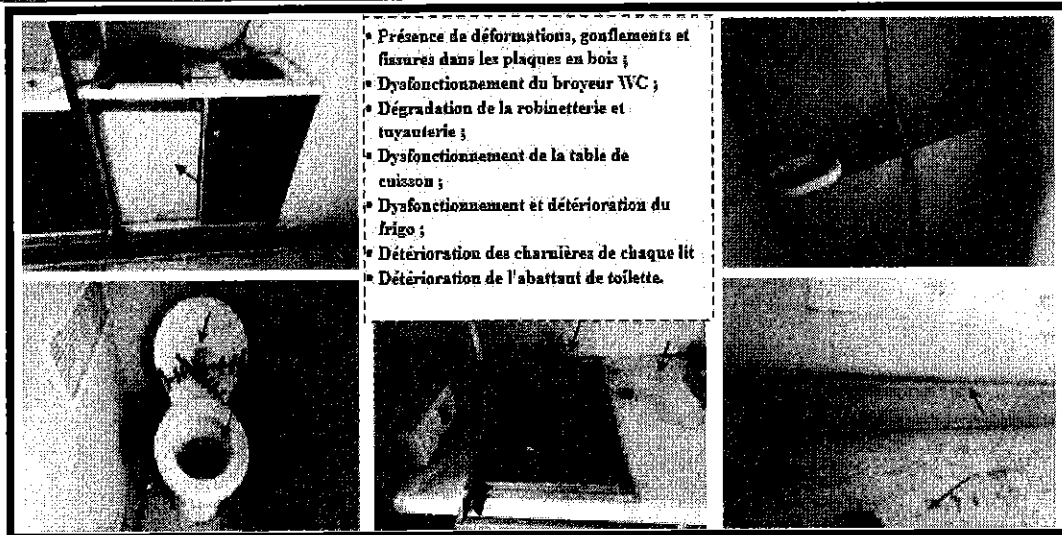 • Présence de déformations, gonflements et
fissures dans les plaques en bois ;
• Dysfonctionnement du broyeur WC ;
• Dégradation de la robinetterie et
tuyauterie ;
• Dysfonctionnement de la table de
cuisson ;
• Dysfonctionnement et détérioration du
frigo ;
• Détérioration des charnières de chaque lit
• Détérioration de l'abattant de toilette.